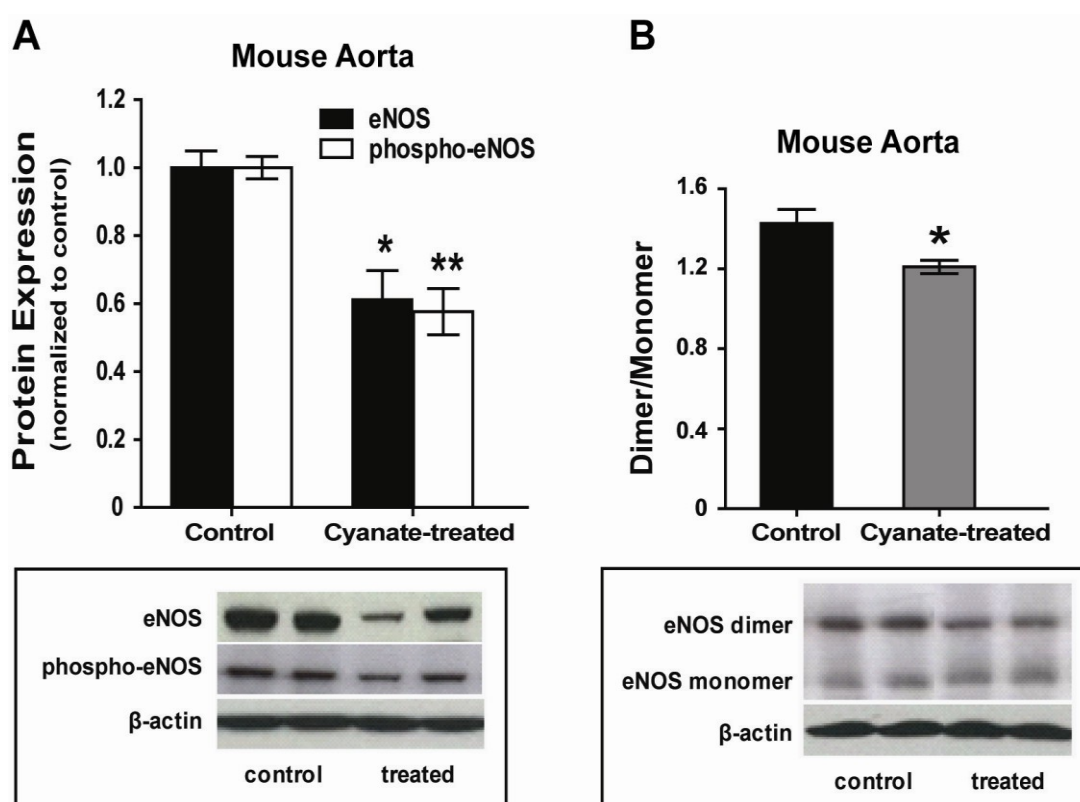 A
Mouse Aorta
Protein Expression
(normalized to control)
1.2
1.0
0.8
0.6
0.4
0.2
0
eNOS
phospho-eNOS
*
**
Control
Cyanate-treated
eNOS
phospho-eNOS
β-actin
control
treated
B
Mouse Aorta
Dimer/Monomer
1.6
1.2
0.8
0.4
0
*
Control
Cyanate-treated
eNOS dimer
eNOS monomer
β-actin
control
treated